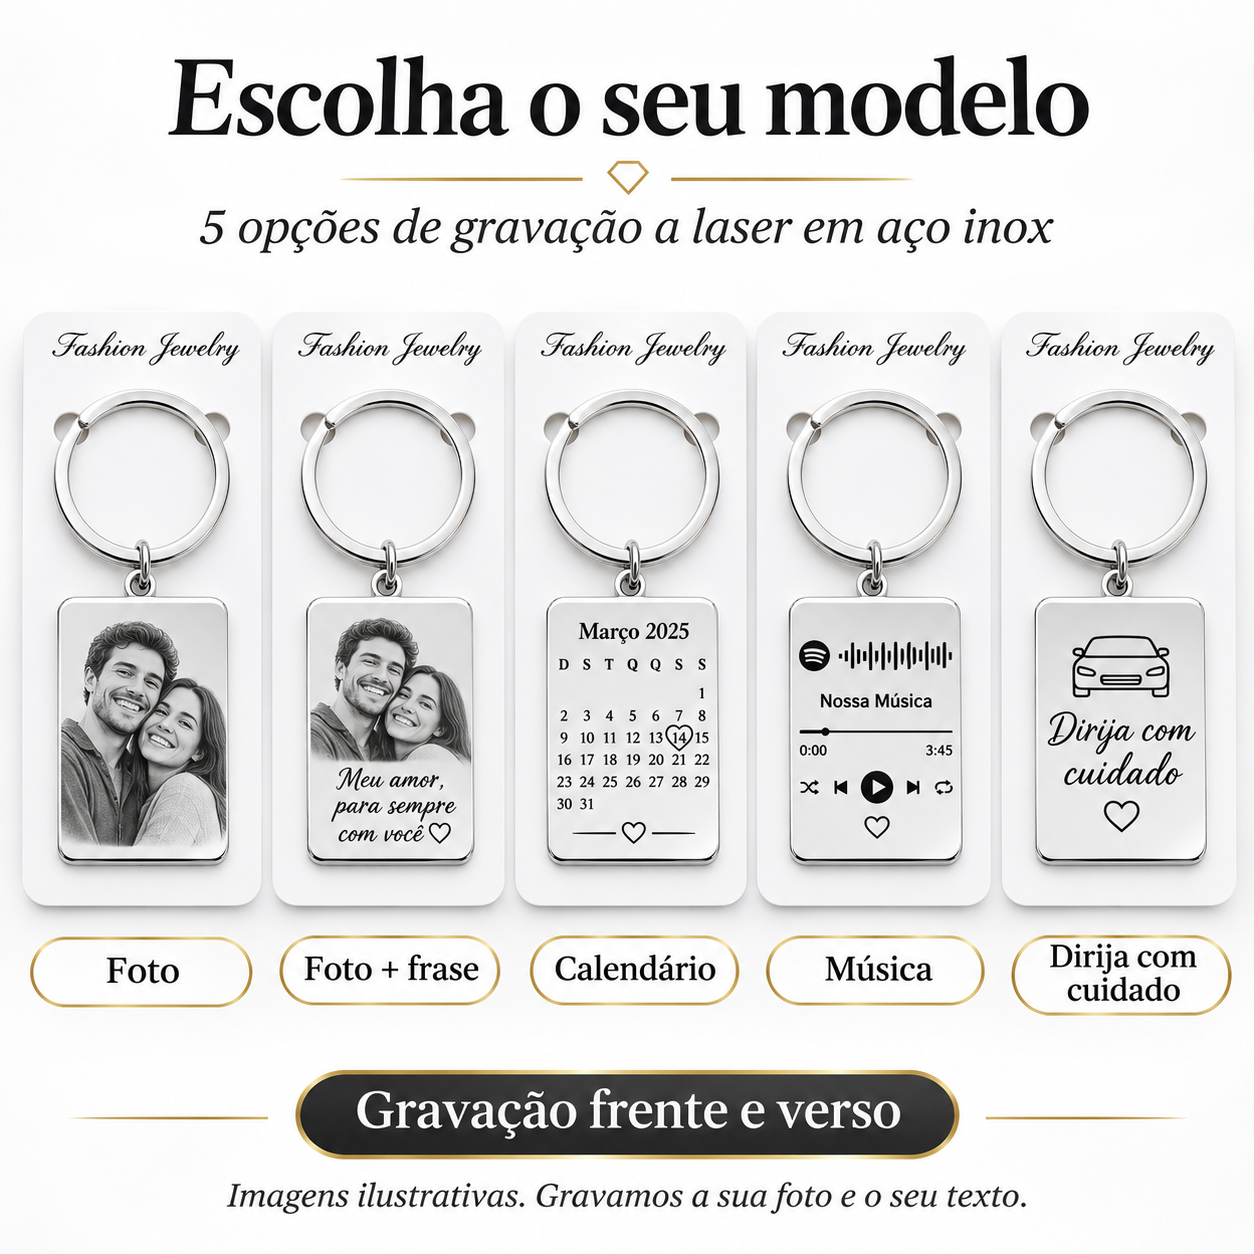 Escolha o seu modelo
5 opções de gravação a laser em aço inox
Fashion Jewelry
Fashion Jewelry
Fashion Jewelry
Fashion Jewelry
Fashion Jewelry
Meu amor,
para sempre
com você
Março 2025
D S T Q Q S S
1
2 3 4 5 6 7 8
9 10 11 12 13 14 15
16 17 18 19 20 21 22
23 24 25 26 27 28 29
30 31
Nossa Música
0:00 3:45
Dirija com
cuidado
Foto
Foto + frase
Calendário
Música
Dirija com
cuidado
Gravação frente e verso
Imagens ilustrativas. Gravamos a sua foto e o seu texto.